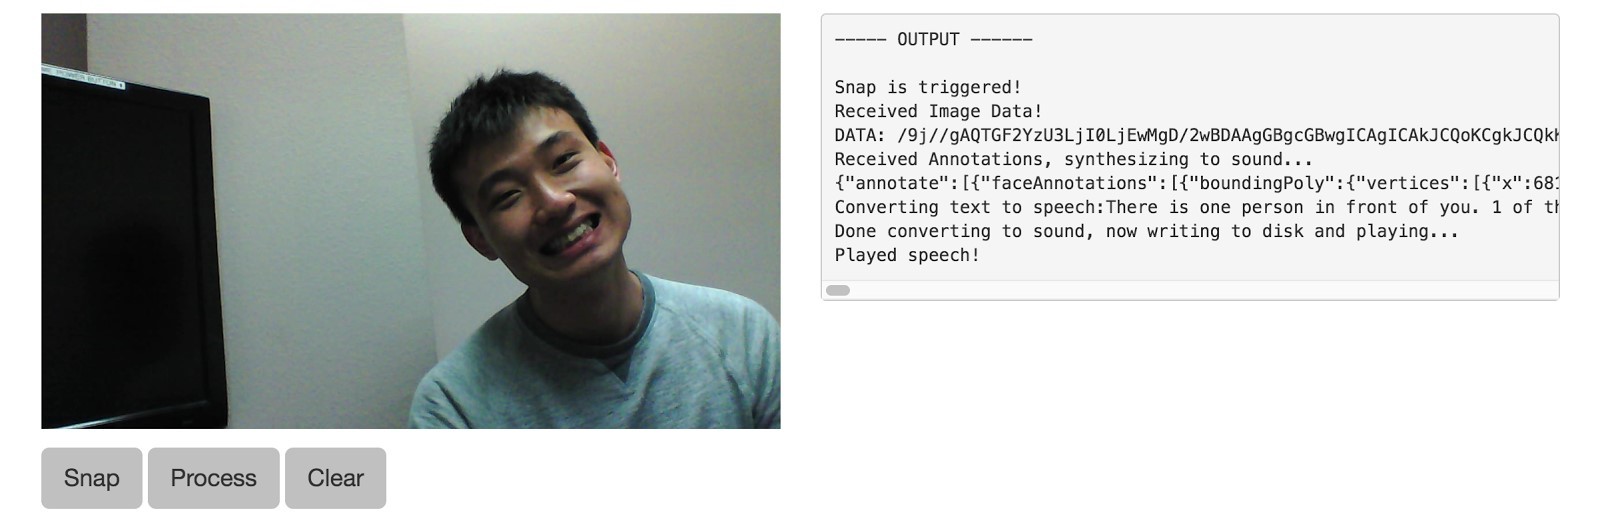 ----- OUTPUT ------
Snap is triggered!
Received Image Data!
DATA: /9j//gAQTGF2YzU3LjI0LjEwMgD/2wBDAAgGBgcGBwgICAgICAkJCQoKCgkJCQkK
Received Annotations, synthesizing to sound...
{"annotate":[{"faceAnnotations":[{"boundingPoly":{"vertices":[{"x":681
Converting text to speech:There is one person in front of you. 1 of th
Done converting to sound, now writing to disk and playing...
Played speech!
Snap Process Clear